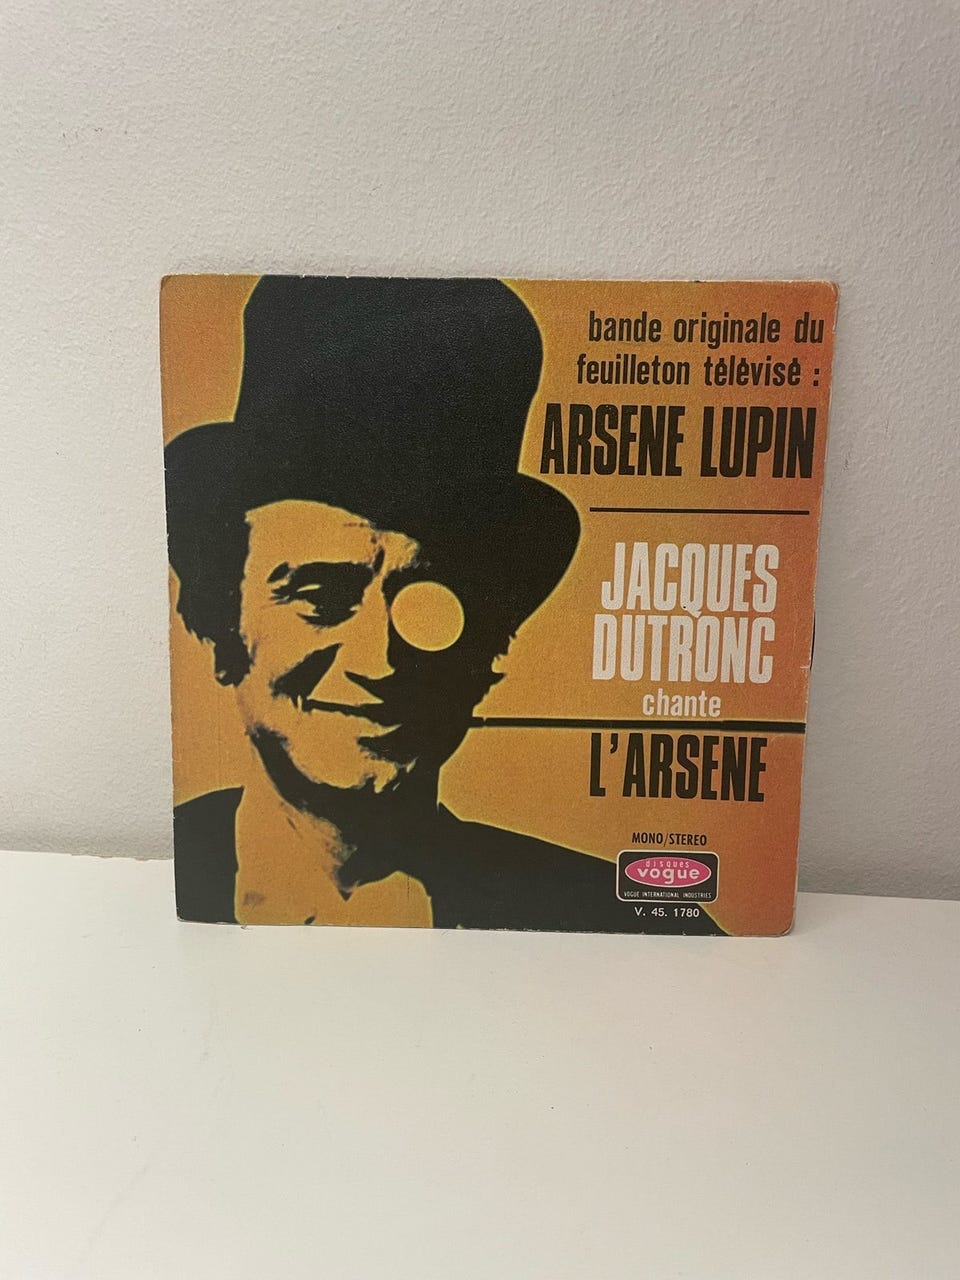 bande originale du
feuilleton télévisé :
ARSENE LUPIN
JACQUES
DUTRONC
chante
L'ARSENE
MONO/STEREO
disques
vogue
VOGUE INTERNATIONAL INDUSTRIES
V. 45. 1780